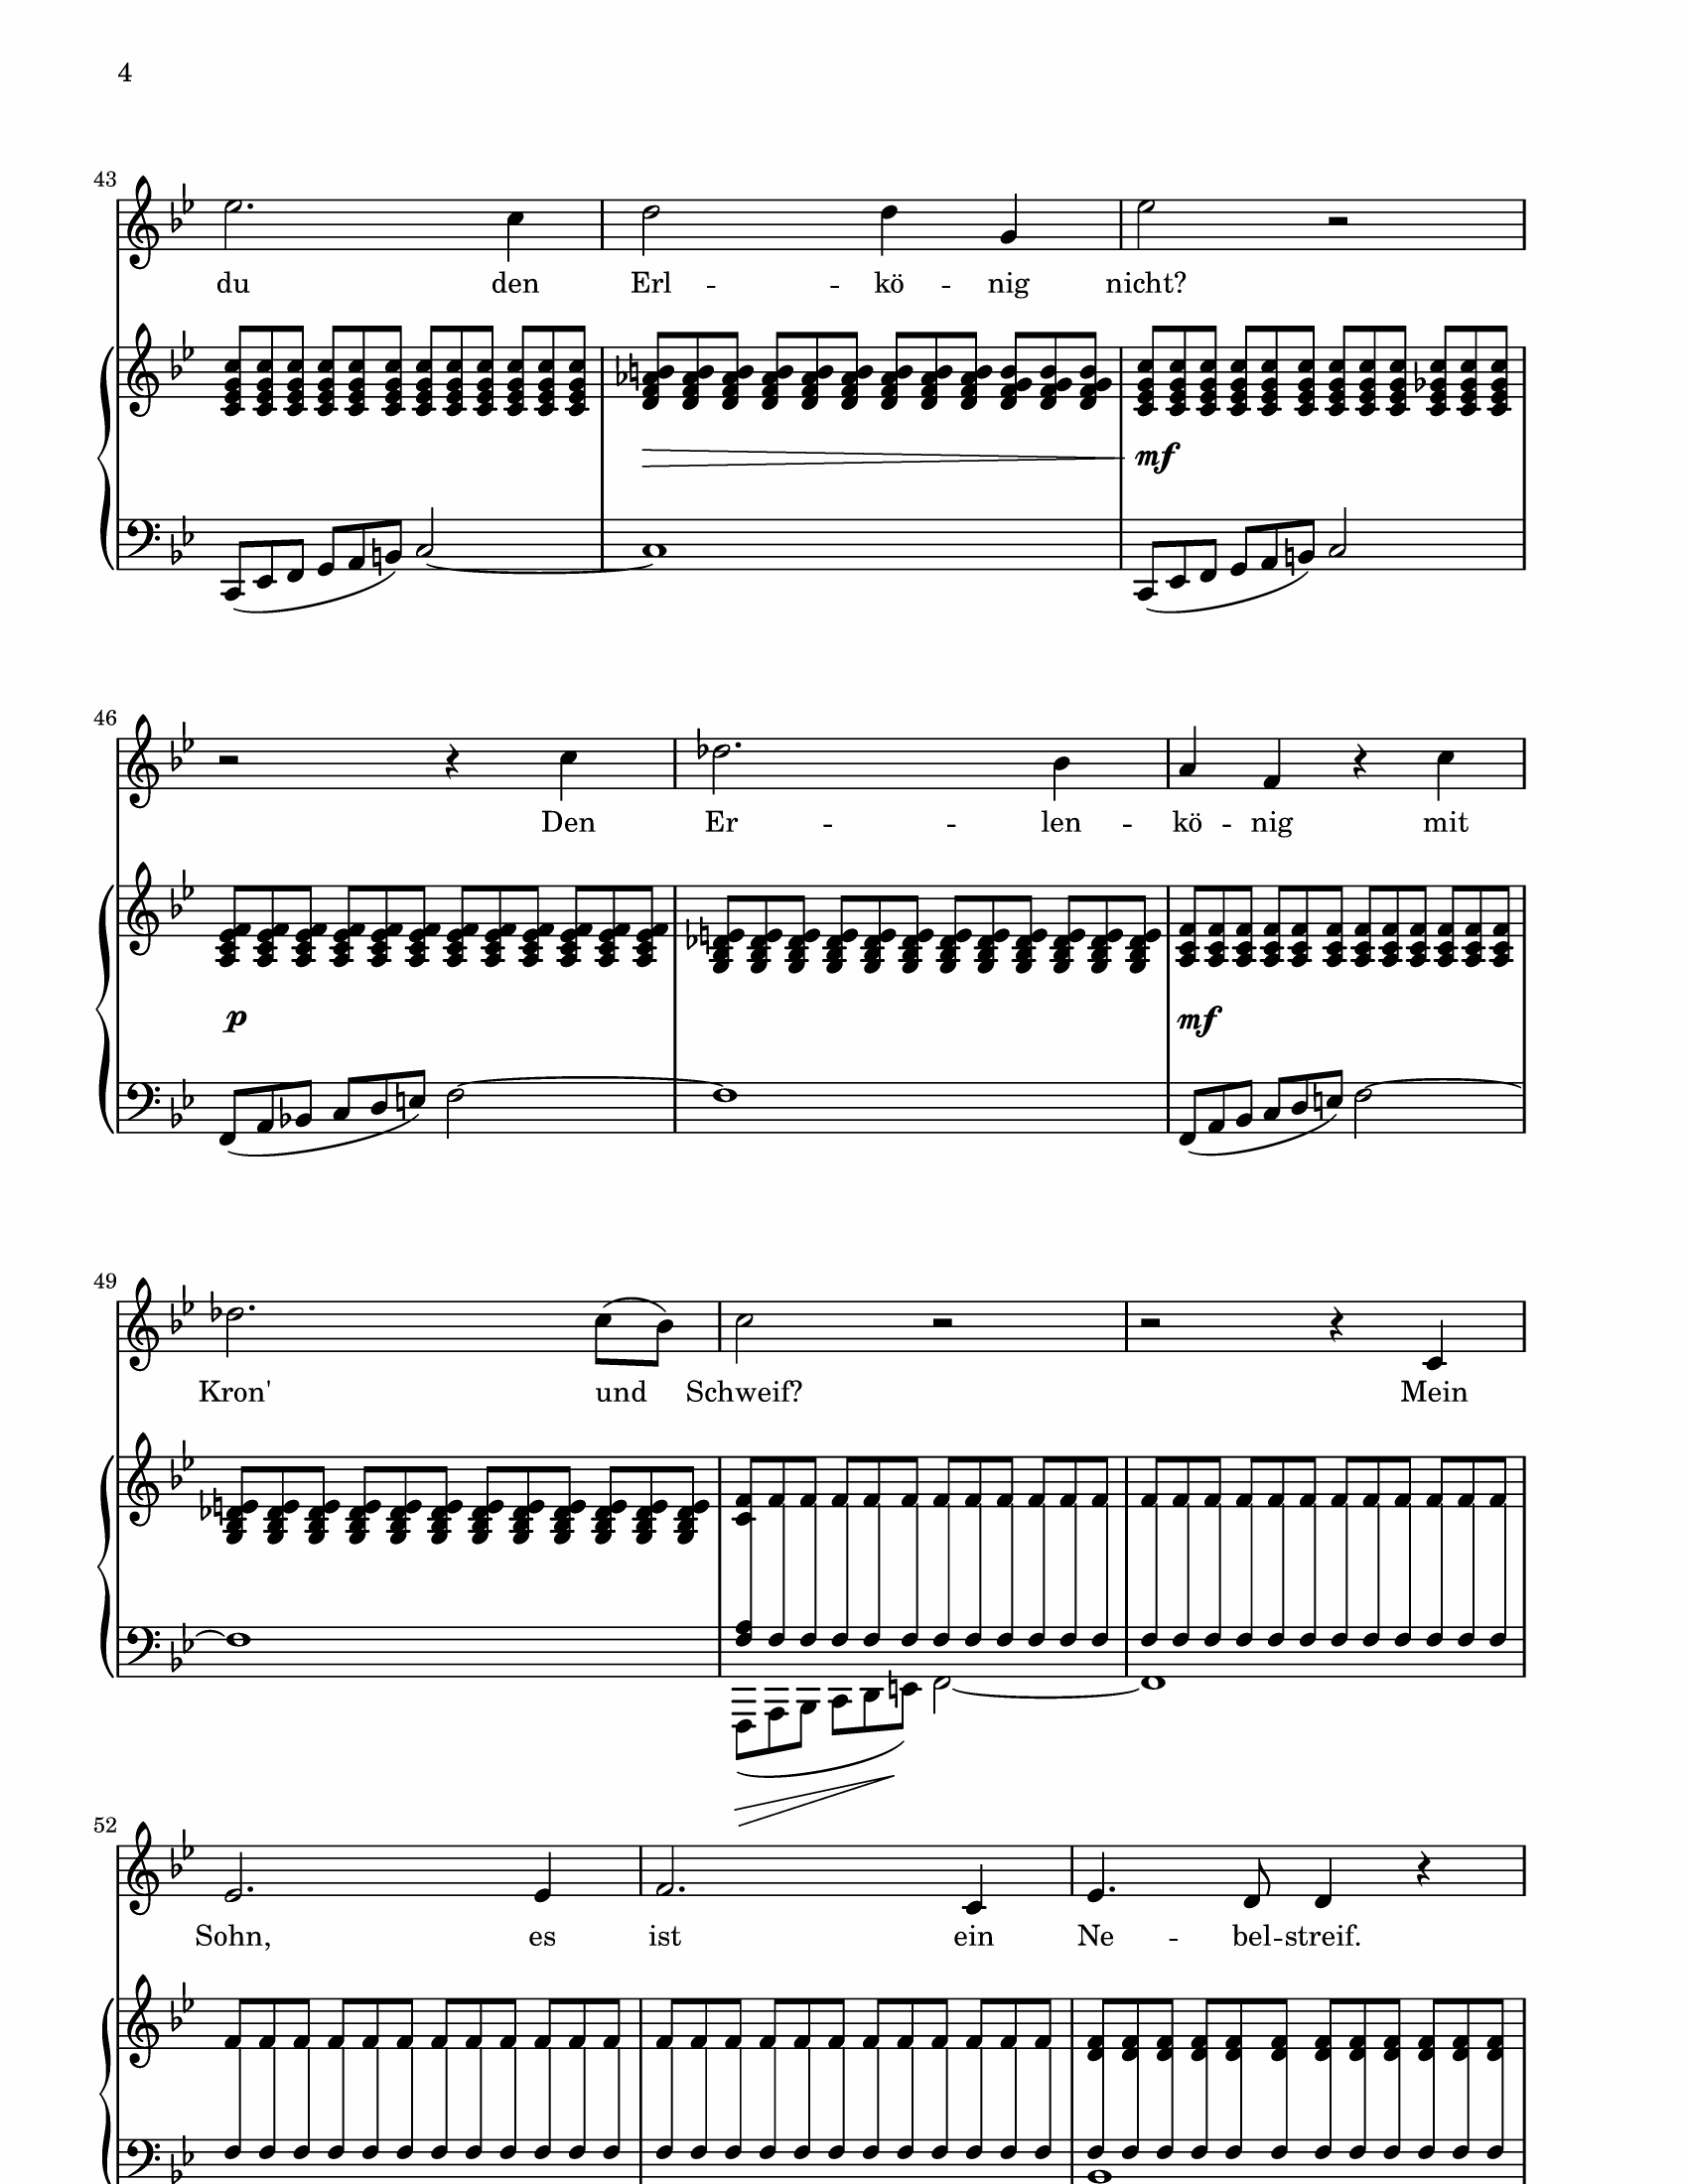 4
43
du den Erl -- kö -- nig nicht?
mf
46
Den Er -- len -- kö -- nig mit
p mf
49
Kron' und Schweif? Mein
52
Sohn, es ist ein Ne -- bel -- streif.